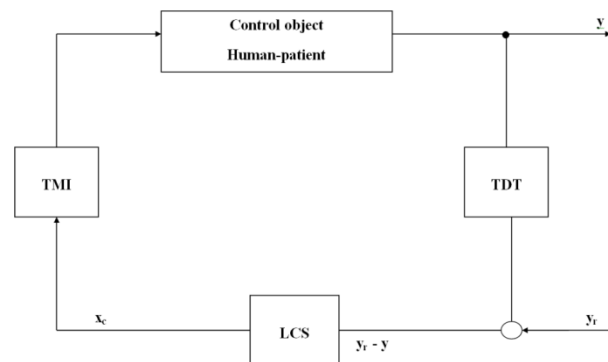 Control object
Human-patient
y
TMI
TDT
x_c
LCS
y_r - y
y_r